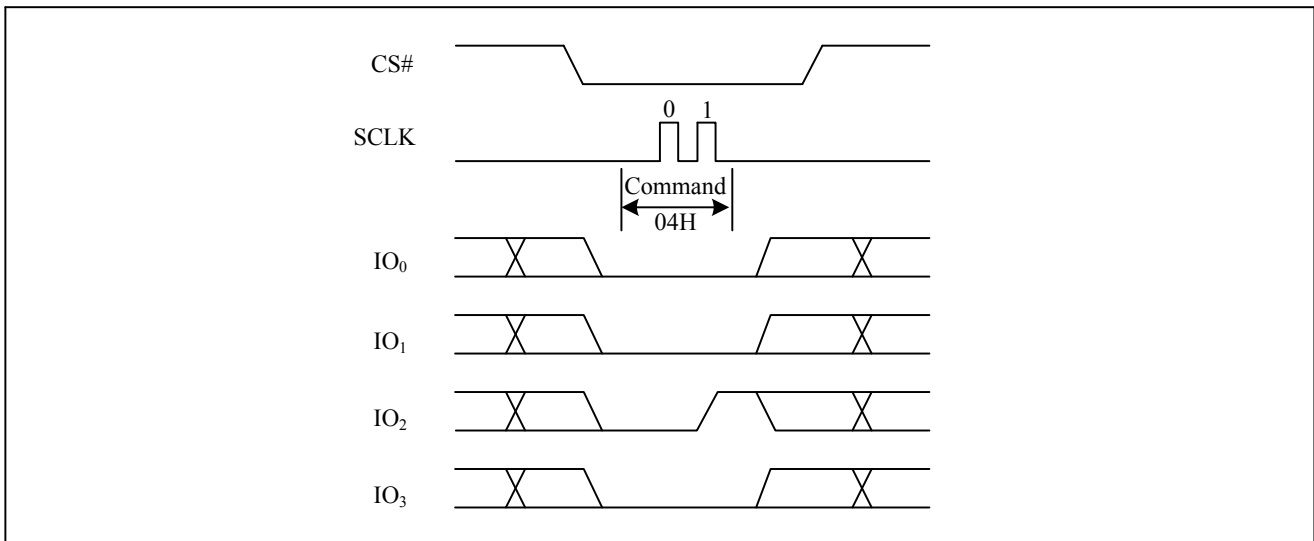 CS#
0 1
SCLK
Command
04H
IO₀
IO₁
IO₂
IO₃